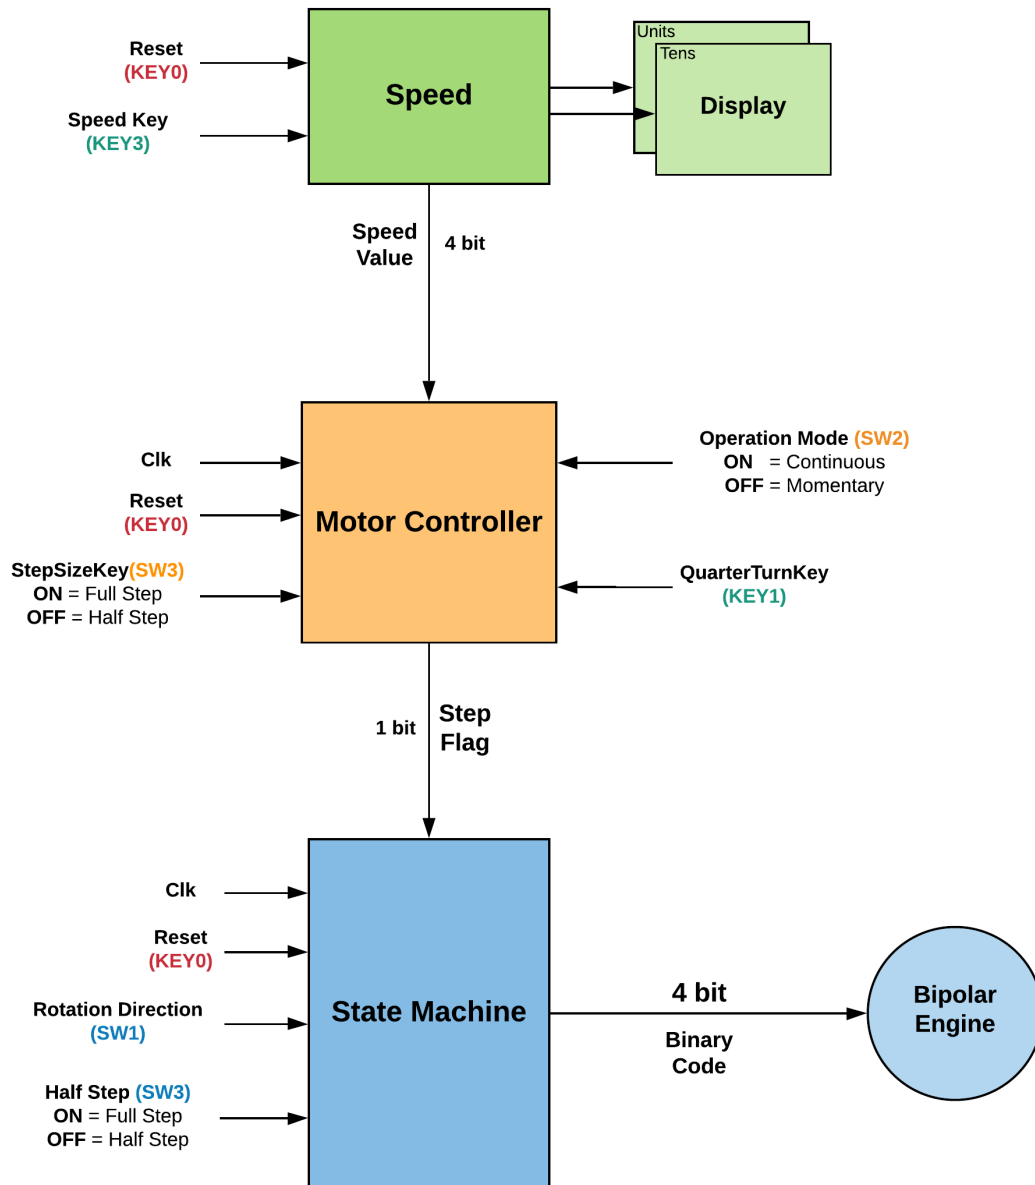 Reset
(KEY0)
Speed Key
(KEY3)
Speed
Units
Tens
Display
Speed
Value
4 bit
Clk
Reset
(KEY0)
StepSizeKey(SW3)
ON = Full Step
OFF = Half Step
Motor Controller
Operation Mode (SW2)
ON = Continuous
OFF = Momentary
QuarterTurnKey
(KEY1)
1 bit
Step
Flag
Clk
Reset
(KEY0)
Rotation Direction
(SW1)
Half Step (SW3)
ON = Full Step
OFF = Half Step
State Machine
4 bit
Binary
Code
Bipolar
Engine